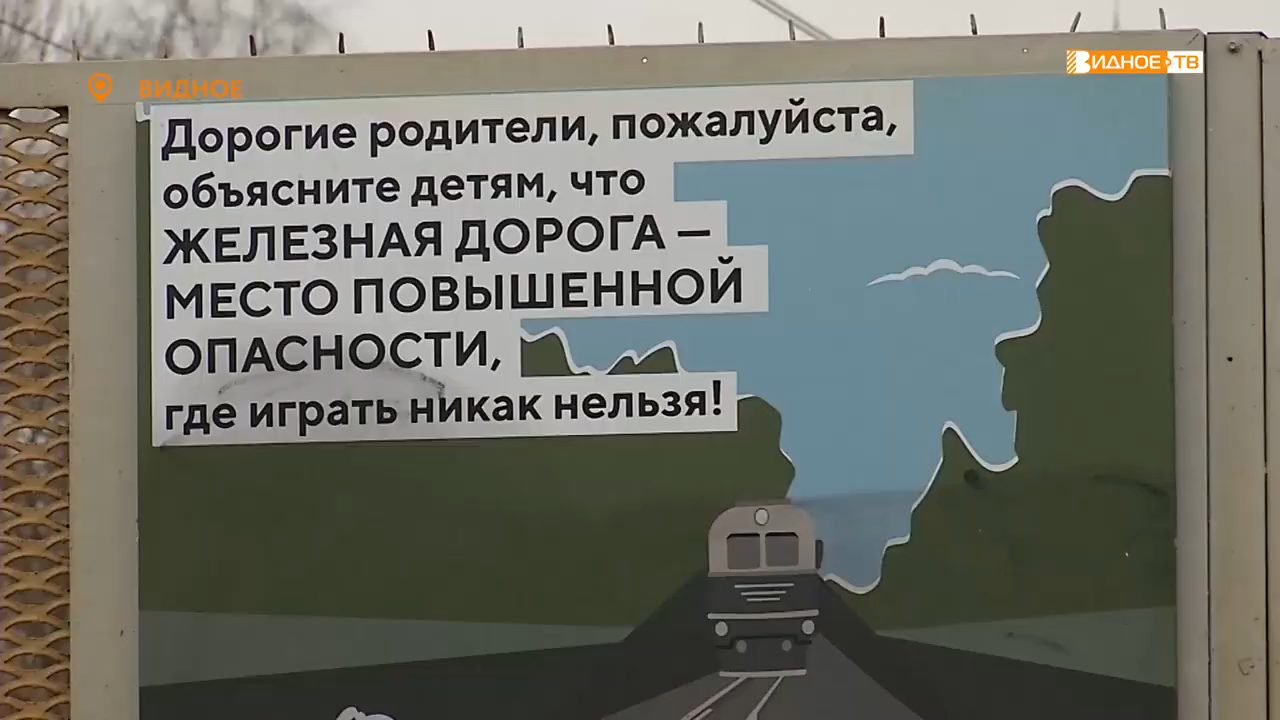 ВИДНОЕ
ВИДНОЕ ТВ
Дорогие родители, пожалуйста,
объясните детям, что
ЖЕЛЕЗНАЯ ДОРОГА –
МЕСТО ПОВЫШЕННОЙ
ОПАСНОСТИ,
где играть никак нельзя!